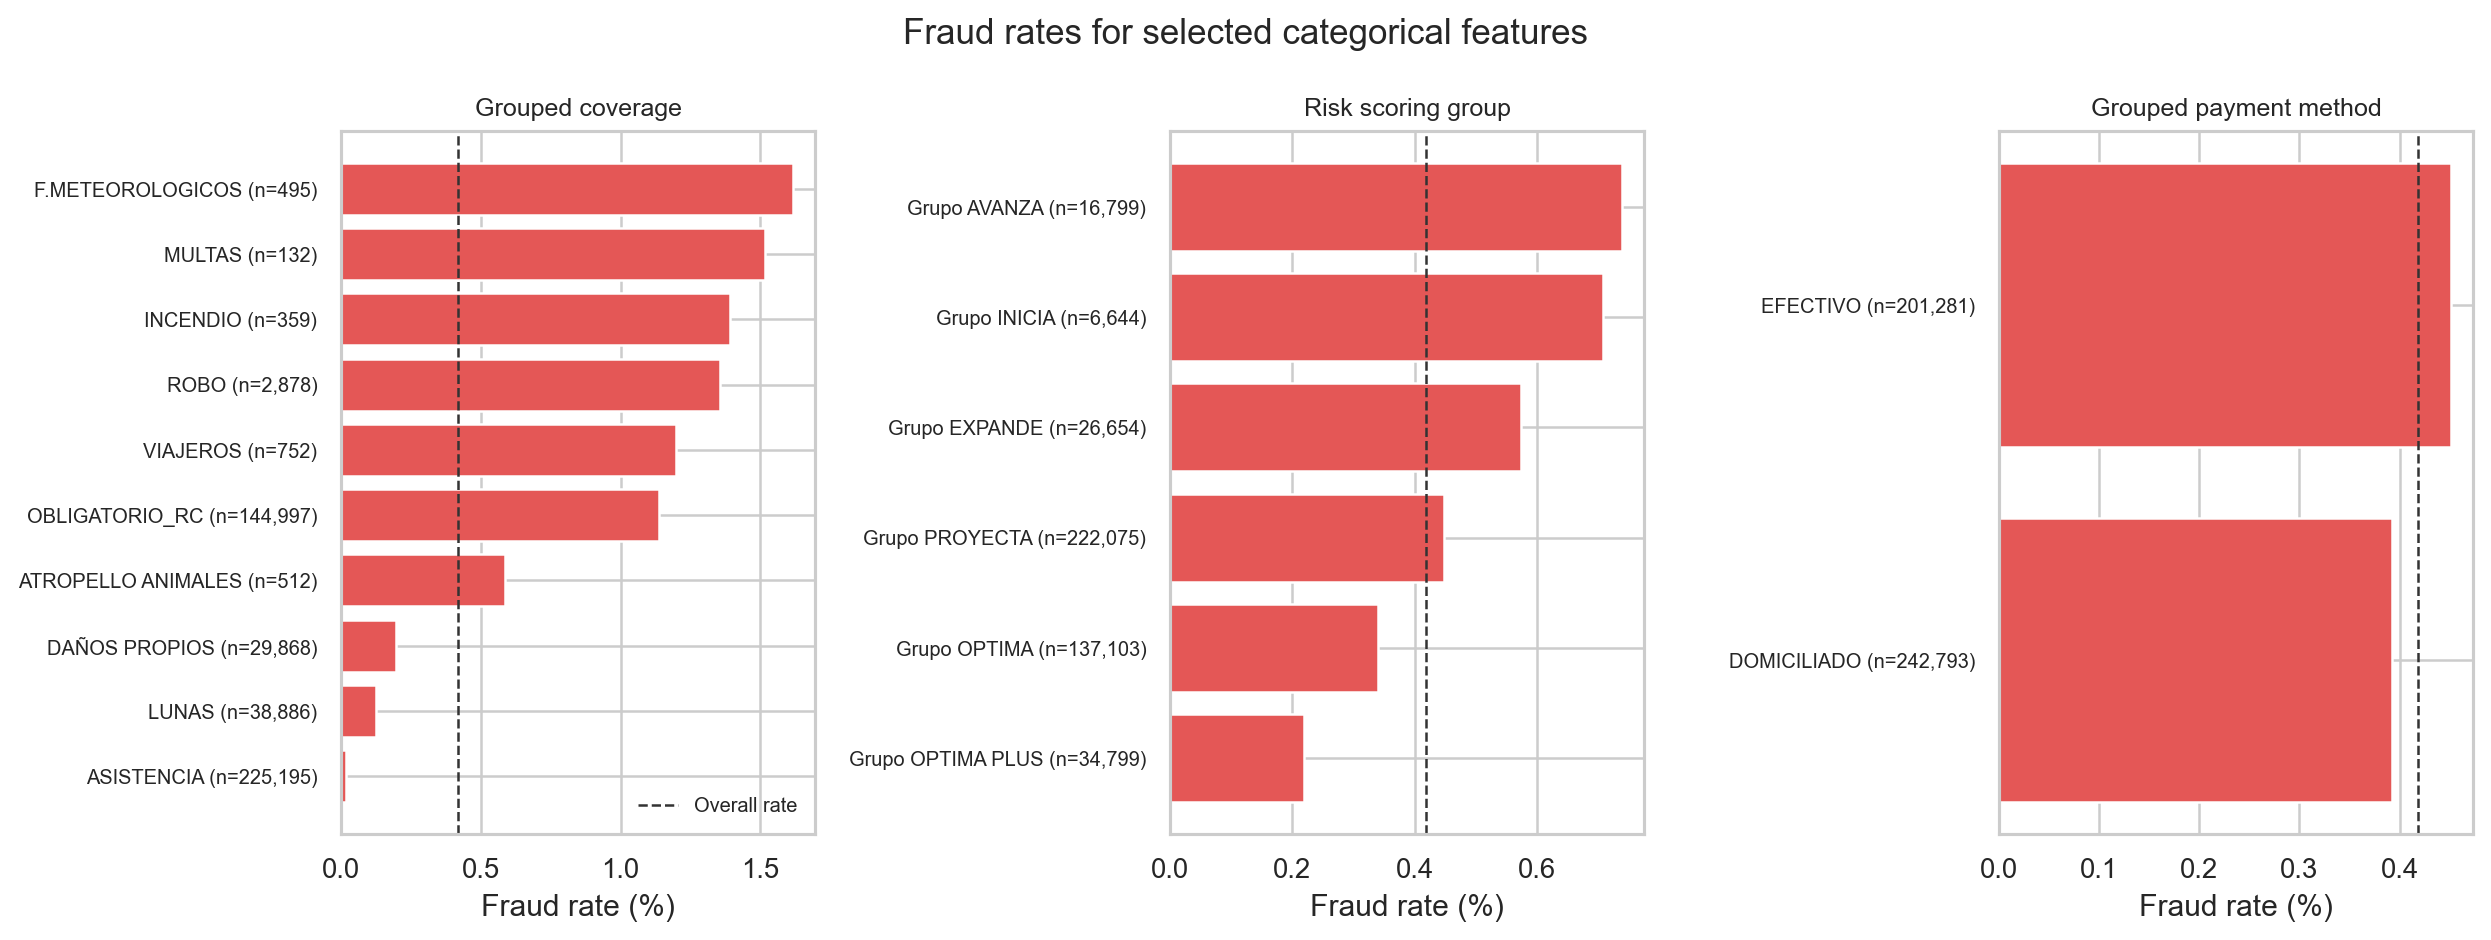 Fraud rates for selected categorical features
Grouped coverage
F.METEOROLOGICOS (n=495)
MULTAS (n=132)
INCENDIO (n=359)
ROBO (n=2,878)
VIAJEROS (n=752)
OBLIGATORIO_RC (n=144,997)
ATROPELLO ANIMALES (n=512)
DAÑOS PROPIOS (n=29,868)
LUNAS (n=38,886)
ASISTENCIA (n=225,195)
Overall rate
0.0 0.5 1.0 1.5
Fraud rate (%)
Risk scoring group
Grupo AVANZA (n=16,799)
Grupo INICIA (n=6,644)
Grupo EXPANDE (n=26,654)
Grupo PROYECTA (n=222,075)
Grupo OPTIMA (n=137,103)
Grupo OPTIMA PLUS (n=34,799)
0.0 0.2 0.4 0.6
Fraud rate (%)
Grouped payment method
EFECTIVO (n=201,281)
DOMICILIADO (n=242,793)
0.0 0.1 0.2 0.3 0.4
Fraud rate (%)